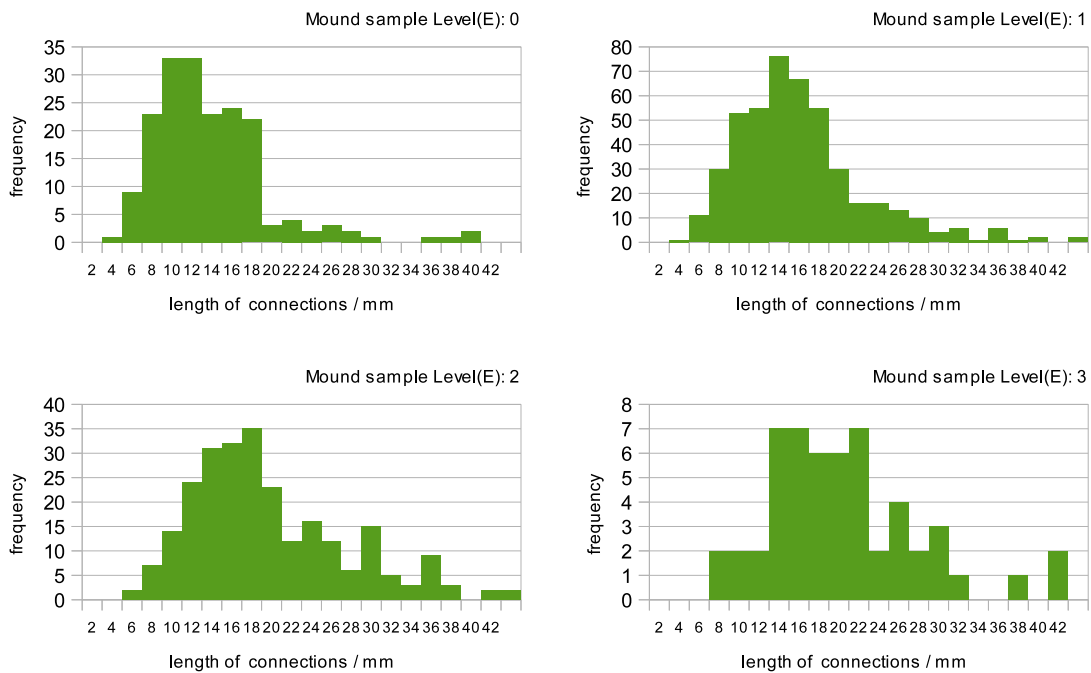 Mound sample Level(E): 0
35
30
25
20
15
10
5
0
frequency
2 4 6 8 10 12 14 16 18 20 22 24 26 28 30 32 34 36 38 40 42
length of connections / mm
Mound sample Level(E): 1
80
70
60
50
40
30
20
10
0
frequency
2 4 6 8 10 12 14 16 18 20 22 24 26 28 30 32 34 36 38 40 42
length of connections / mm
Mound sample Level(E): 2
40
35
30
25
20
15
10
5
0
frequency
2 4 6 8 10 12 14 16 18 20 22 24 26 28 30 32 34 36 38 40 42
length of connections / mm
Mound sample Level(E): 3
8
7
6
5
4
3
2
1
0
frequency
2 4 6 8 10 12 14 16 18 20 22 24 26 28 30 32 34 36 38 40 42
length of connections / mm